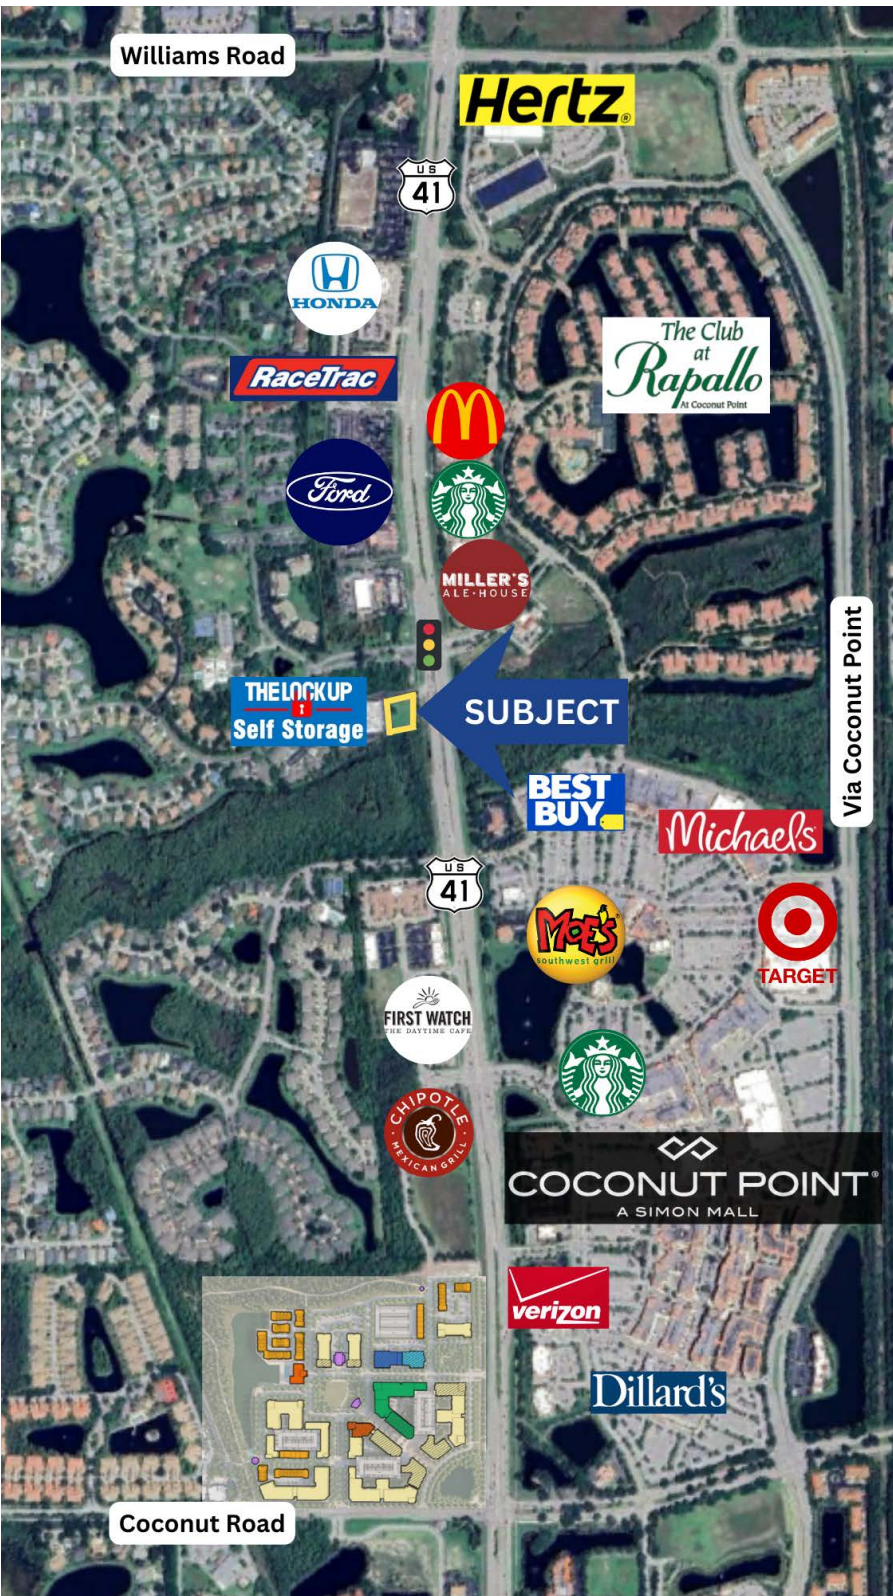 Williams Road
Hertz®
US
41
HONDA
RaceTrac
The Club
at
Rapallo
At Coconut Point
Ford
MILLER'S
ALE•HOUSE
Via Coconut Point
THE LOCK UP
Self Storage
SUBJECT
BEST
BUY
Michaels
US
41
MOE'S®
southwest grill
TARGET
FIRST WATCH
THE DAYTIME CAFE
CHIPOTLE
MEXICAN GRILL
COCONUT POINT®
A SIMON MALL
verizon
Dillard's
Coconut Road